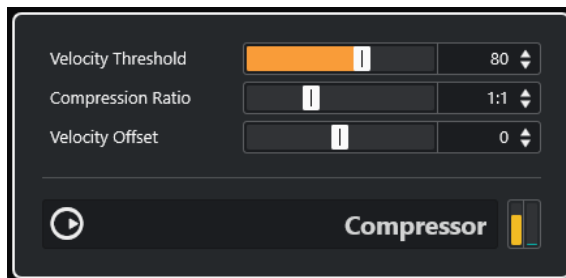 Velocity Threshold 80
Compression Ratio 1:1
Velocity Offset 0
Compressor